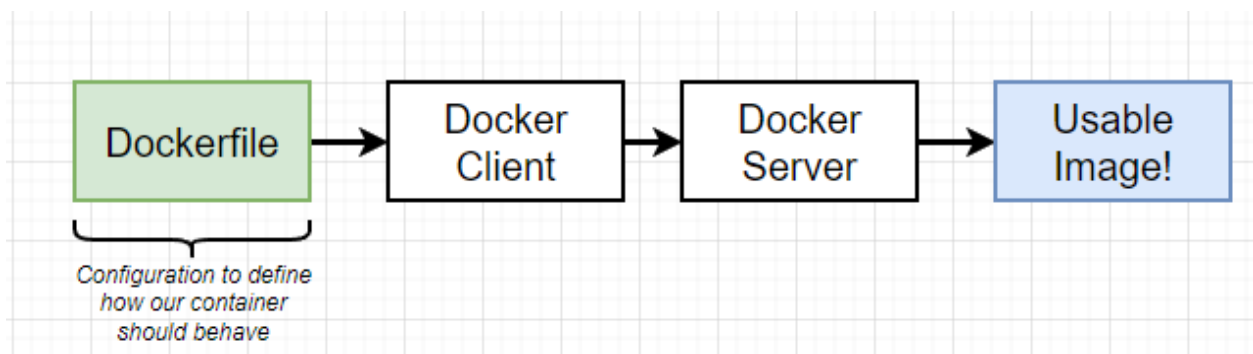 Dockerfile
Docker
Client
Docker
Server
Usable
Image!
Configuration to define
how our container
should behave